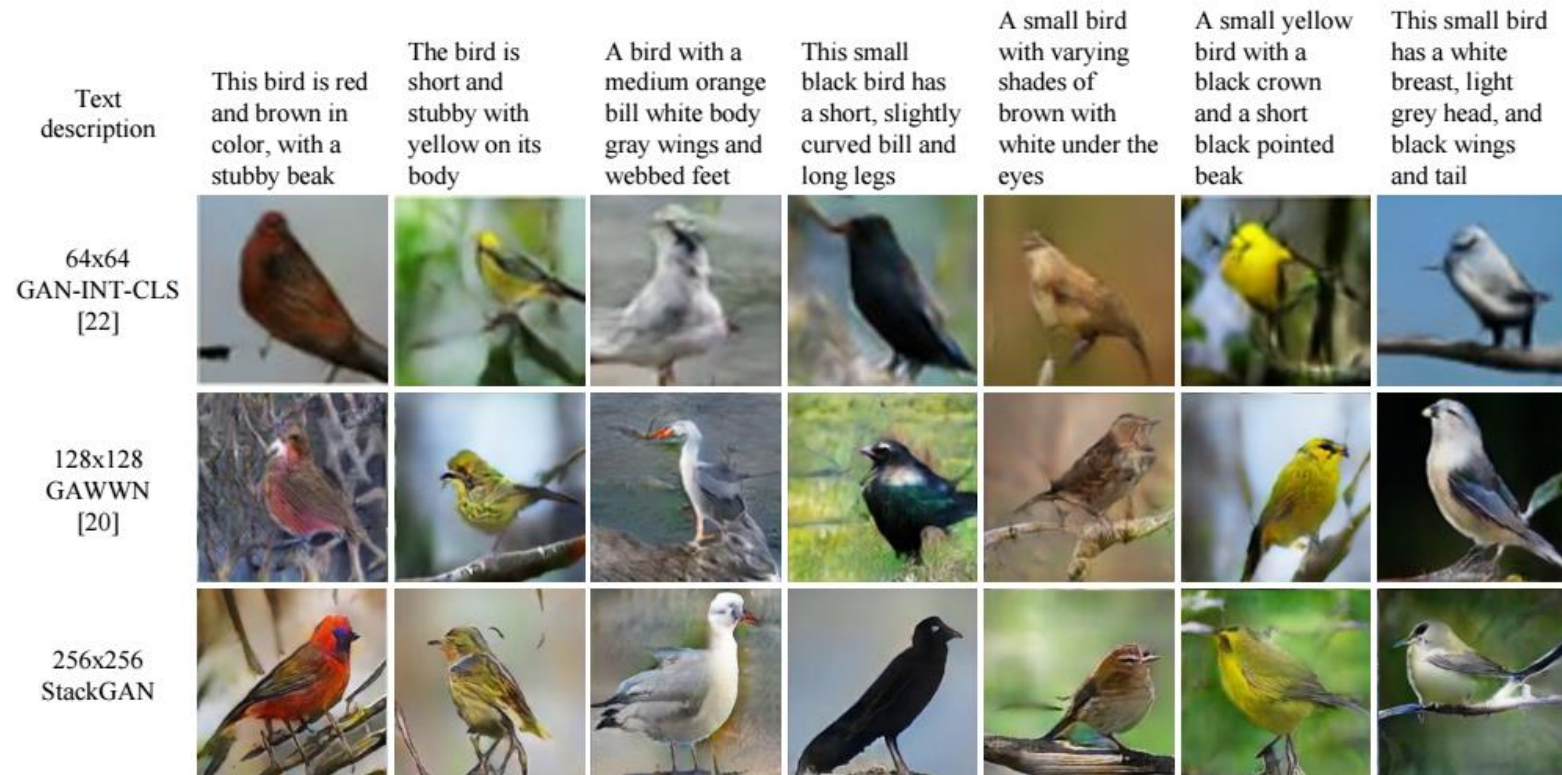 Text
description
This bird is red
and brown in
color, with a
stubby beak
The bird is
short and
stubby with
yellow on its
body
A bird with a
medium orange
bill white body
gray wings and
webbed feet
This small
black bird has
a short, slightly
curved bill and
long legs
A small bird
with varying
shades of
brown with
white under the
eyes
A small yellow
bird with a
black crown
and a short
black pointed
beak
This small bird
has a white
breast, light
grey head, and
black wings
and tail
64x64
GAN-INT-CLS
[22]
128x128
GAWWN
[20]
256x256
StackGAN